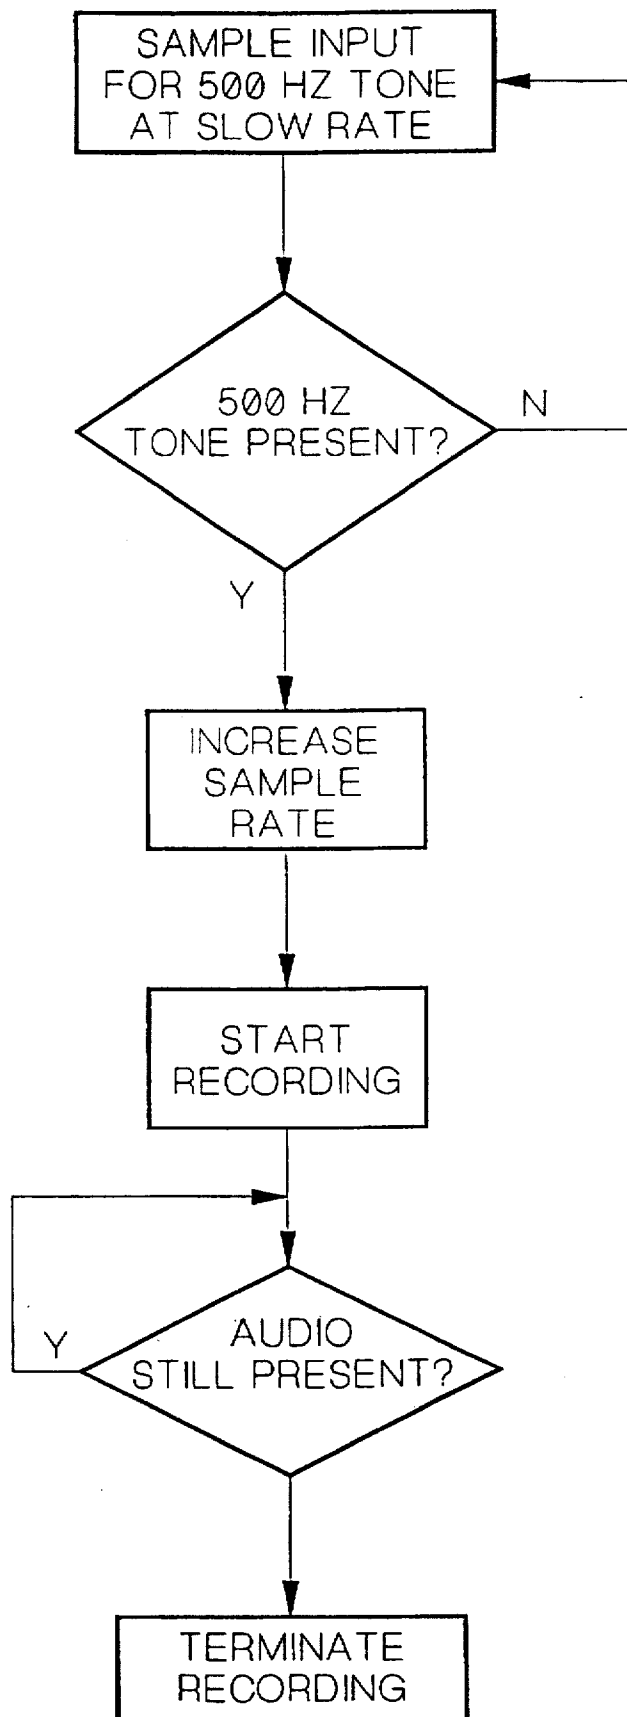 SAMPLE INPUT
FOR 500 HZ TONE
AT SLOW RATE
500 HZ
TONE PRESENT?
N
Y
INCREASE
SAMPLE
RATE
START
RECORDING
AUDIO
STILL PRESENT?
Y
TERMINATE
RECORDING